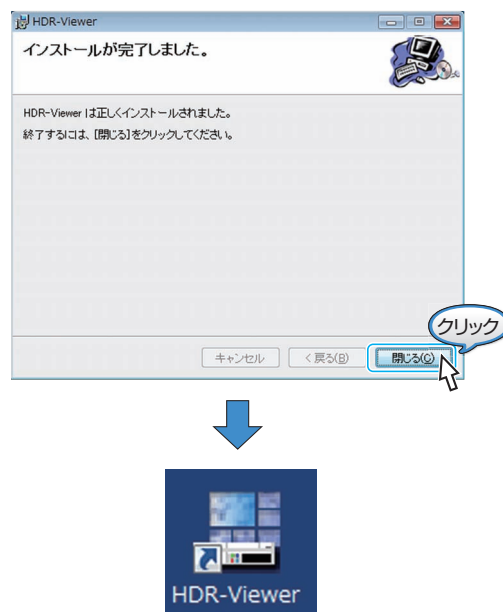 HDR-Viewer
インストールが完了しました。
HDR-Viewer は正しくインストールされました。
終了するには、[閉じる]をクリックしてください。
クリック
キャンセル
< 戻る(B)
閉じる(C)
HDR-Viewer